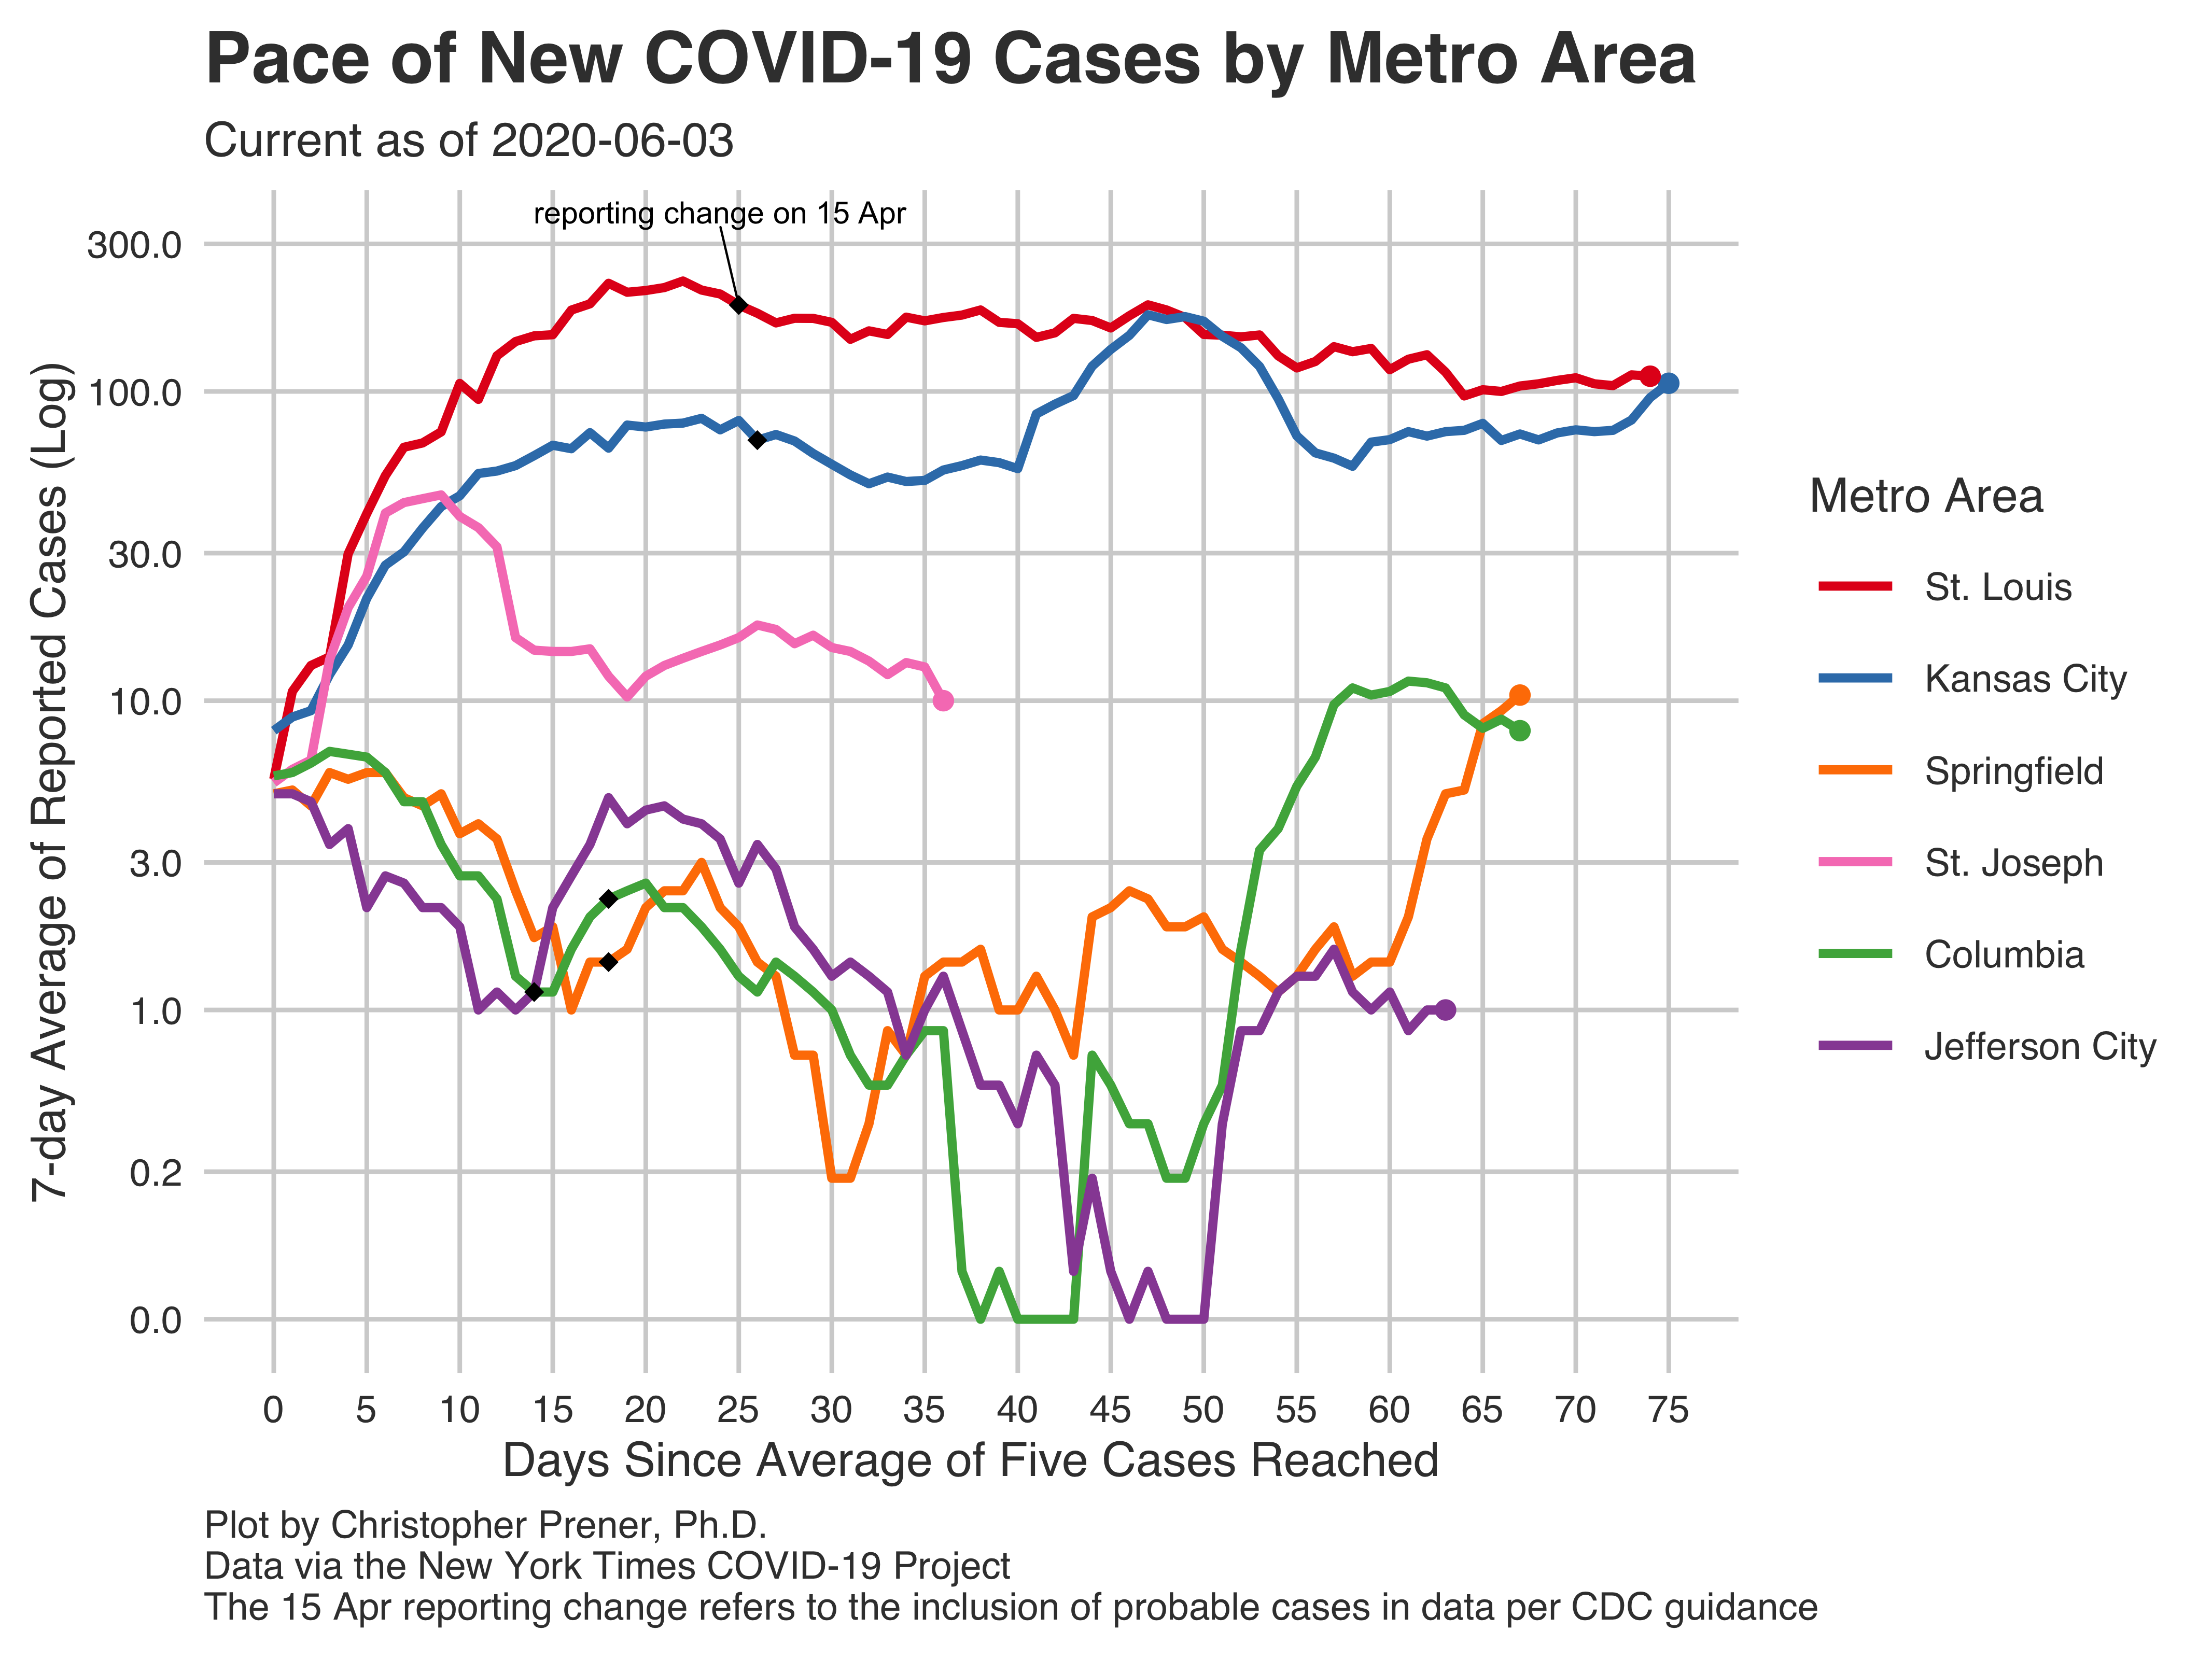 Pace of New COVID-19 Cases by Metro Area
Current as of 2020-06-03
reporting change on 15 Apr
7-day Average of Reported Cases (Log)
300.0
100.0
30.0
10.0
3.0
1.0
0.2
0.0
0 5 10 15 20 25 30 35 40 45 50 55 60 65 70 75
Days Since Average of Five Cases Reached
Metro Area
St. Louis
Kansas City
Springfield
St. Joseph
Columbia
Jefferson City
Plot by Christopher Prener, Ph.D.
Data via the New York Times COVID-19 Project
The 15 Apr reporting change refers to the inclusion of probable cases in data per CDC guidance